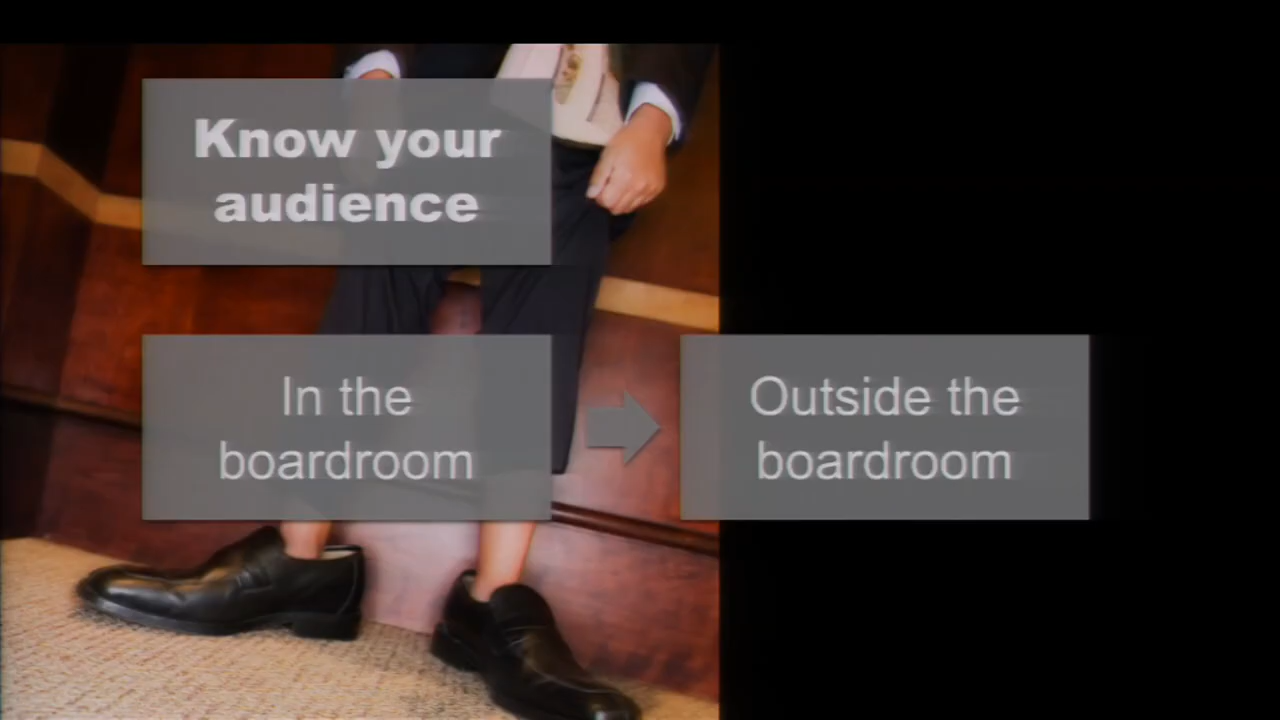 Know your
audience
In the
boardroom
Outside the
boardroom